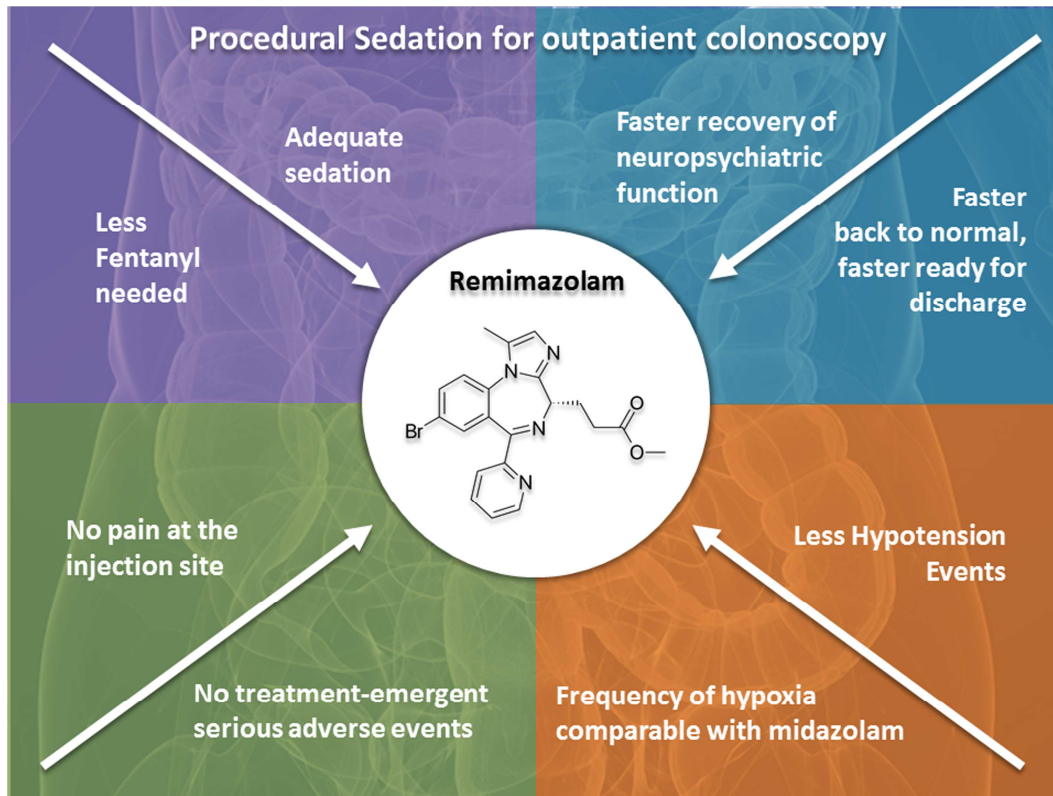 Procedural Sedation for outpatient colonoscopy
Adequate
sedation
Less
Fentanyl
needed
Faster recovery of
neuropsychiatric
function
Faster
back to normal,
faster ready for
discharge
Remimazolam
N
N
N
Br
O
O
N
No pain at the
injection site
No treatment-emergent
serious adverse events
Less Hypotension
Events
Frequency of hypoxia
comparable with midazolam